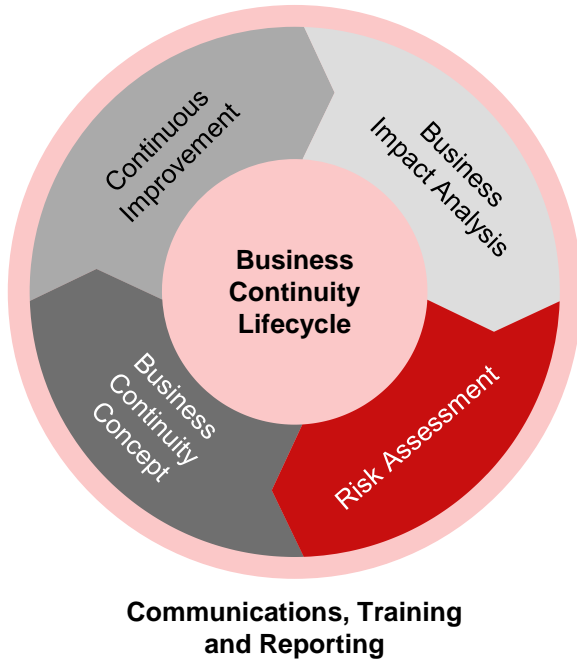 Continuous
Improvement
Business
Impact Analysis
Business
Continuity
Lifecycle
Business
Continuity
Concept
Risk Assessment
Communications, Training
and Reporting